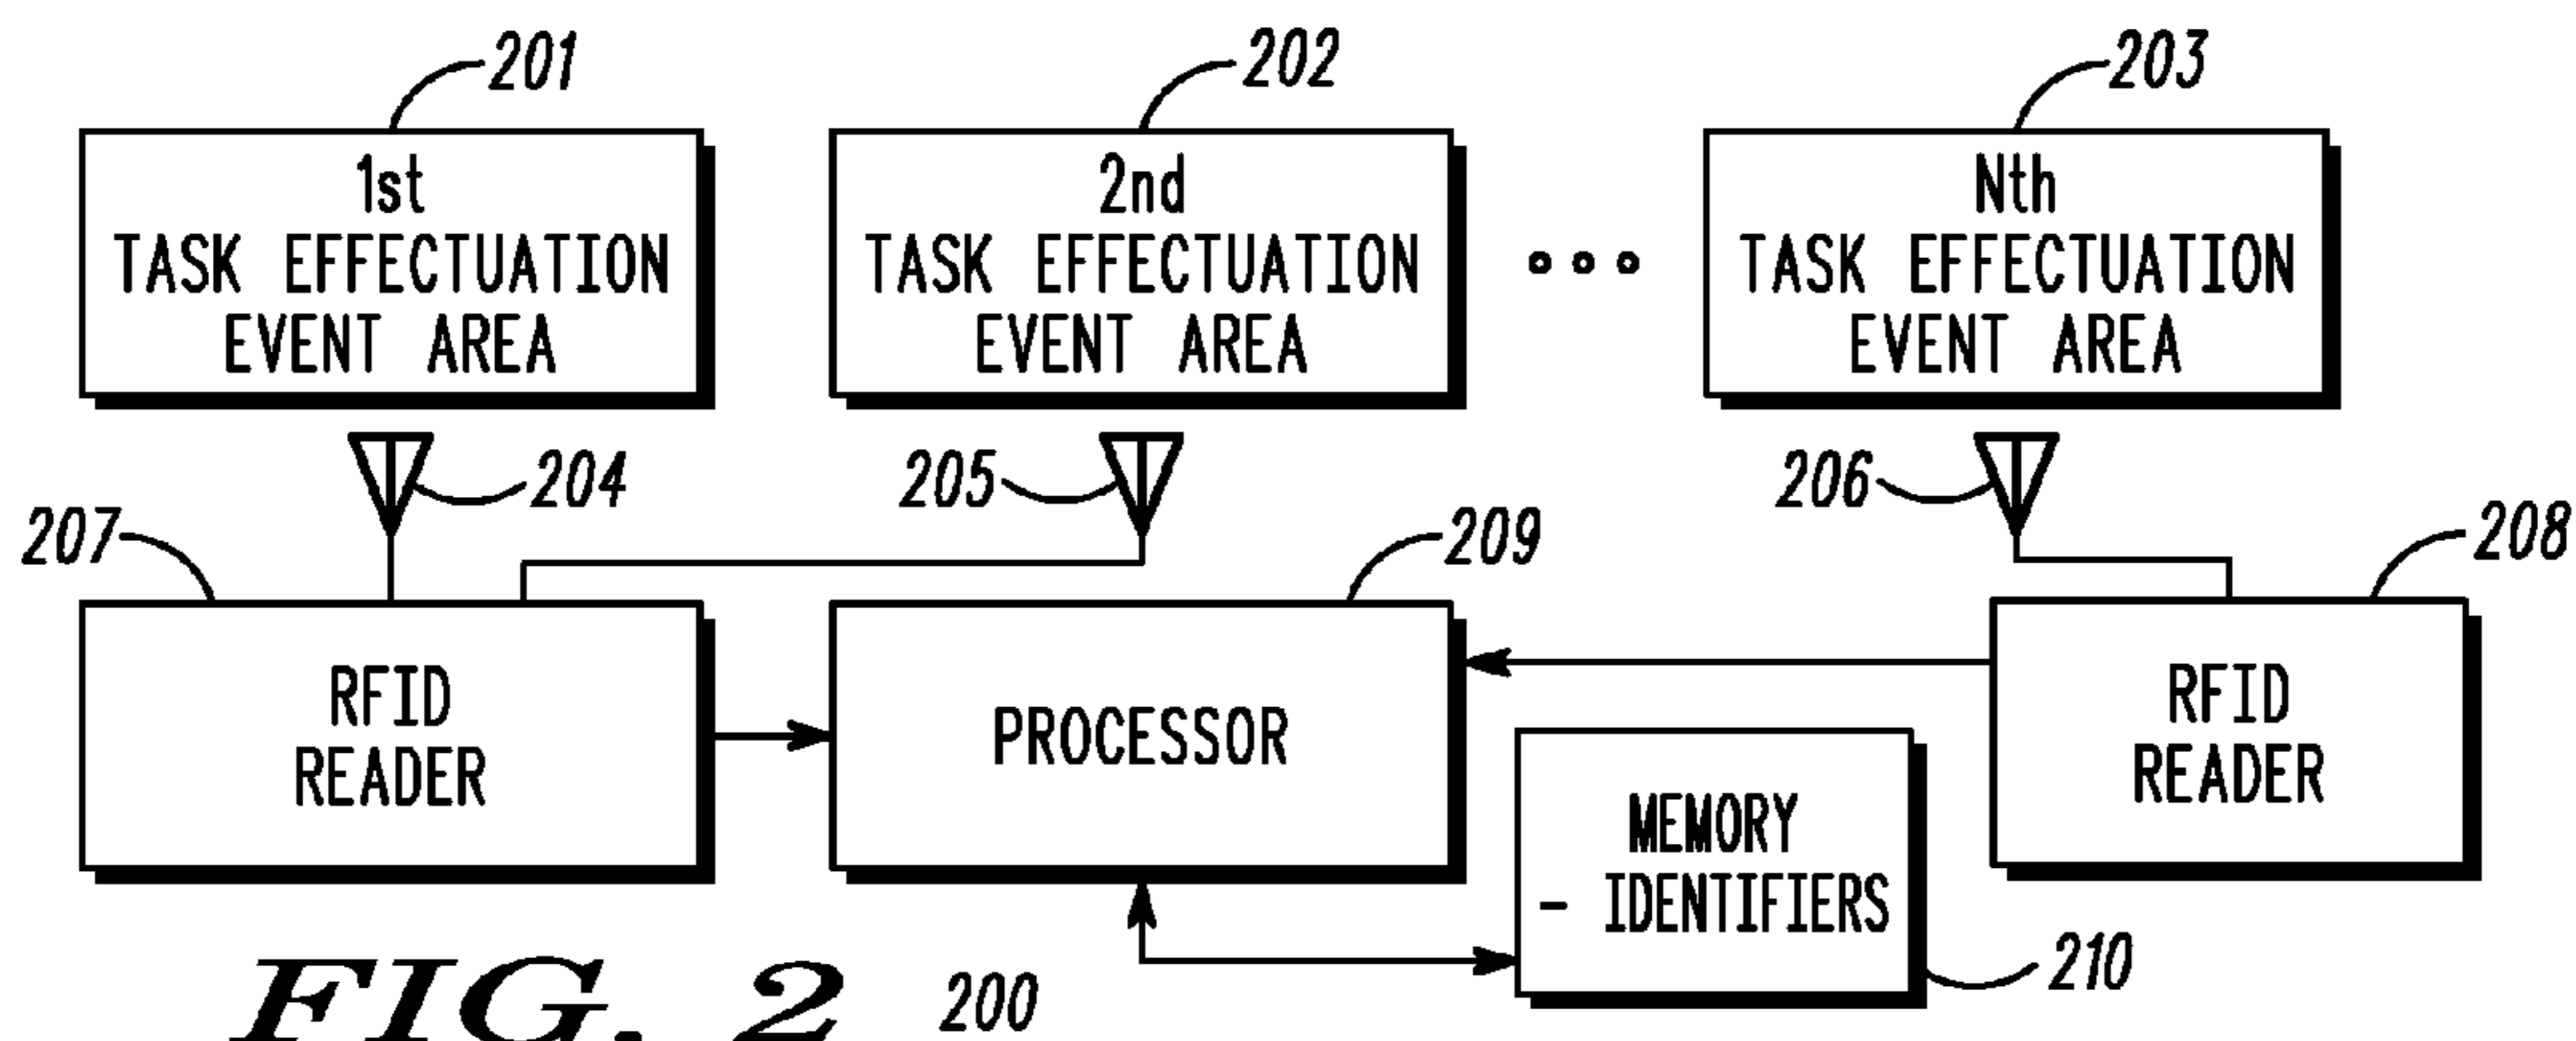 201
202
203
1st
TASK EFFECTUATION
EVENT AREA
2nd
TASK EFFECTUATION
EVENT AREA
Nth
TASK EFFECTUATION
EVENT AREA
204
205
206
207
209
208
RFID
READER
PROCESSOR
RFID
READER
MEMORY
- IDENTIFIERS
210
FIG. 2
200